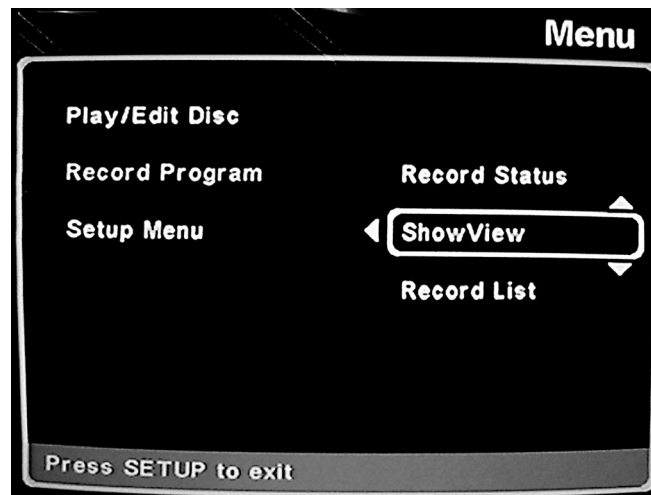 Menu
Play/Edit Disc
Record Program
Record Status
Setup Menu
ShowView
Record List
Press SETUP to exit